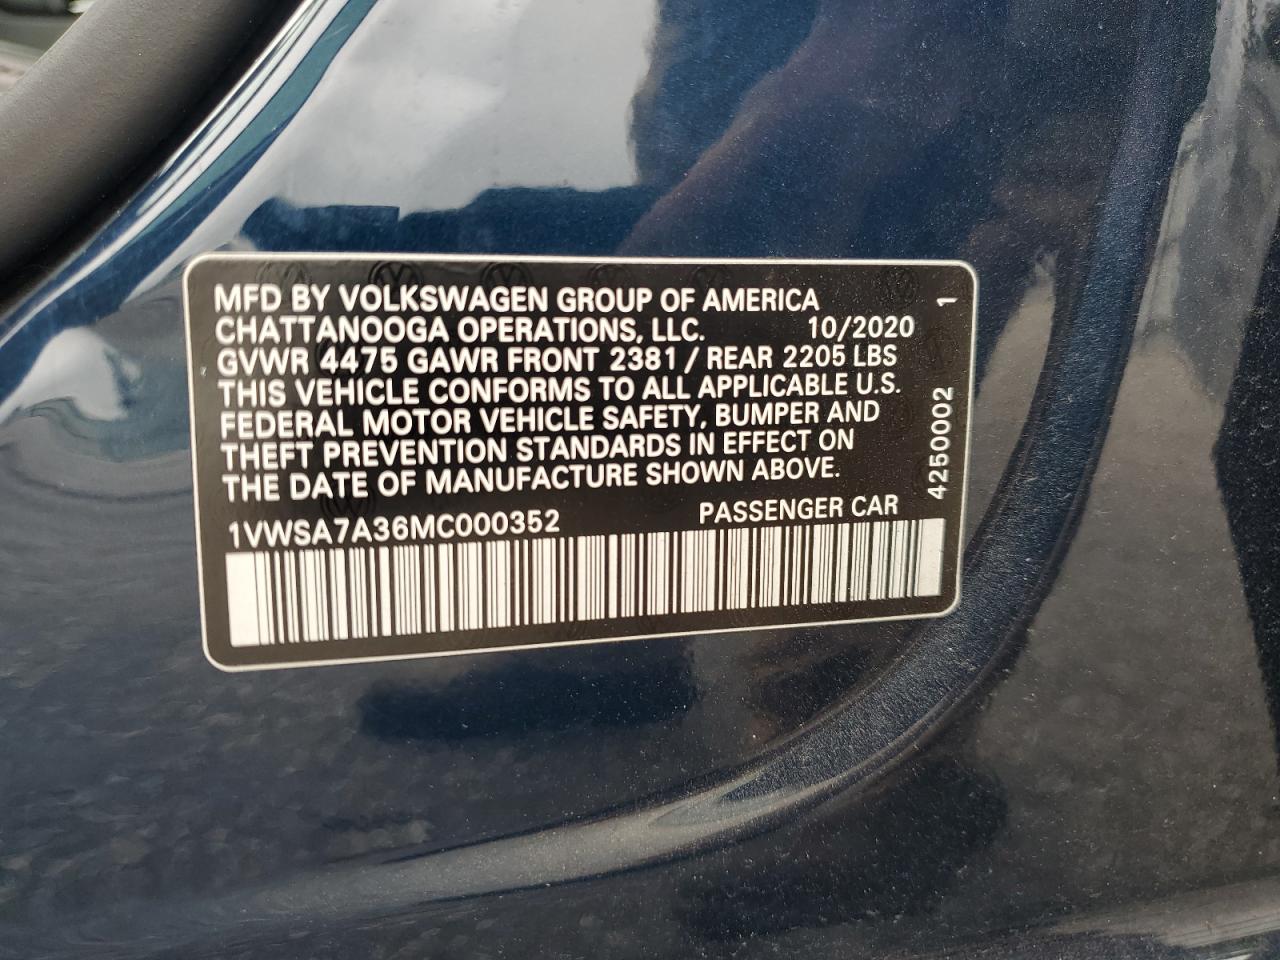 MFD BY VOLKSWAGEN GROUP OF AMERICA
CHATTANOOGA OPERATIONS, LLC. 10/2020
GVWR 4475 GAWR FRONT 2381 / REAR 2205 LBS
THIS VEHICLE CONFORMS TO ALL APPLICABLE U.S.
FEDERAL MOTOR VEHICLE SAFETY, BUMPER AND
THEFT PREVENTION STANDARDS IN EFFECT ON
THE DATE OF MANUFACTURE SHOWN ABOVE.
1VWSA7A36MC000352 PASSENGER CAR
4250002 1